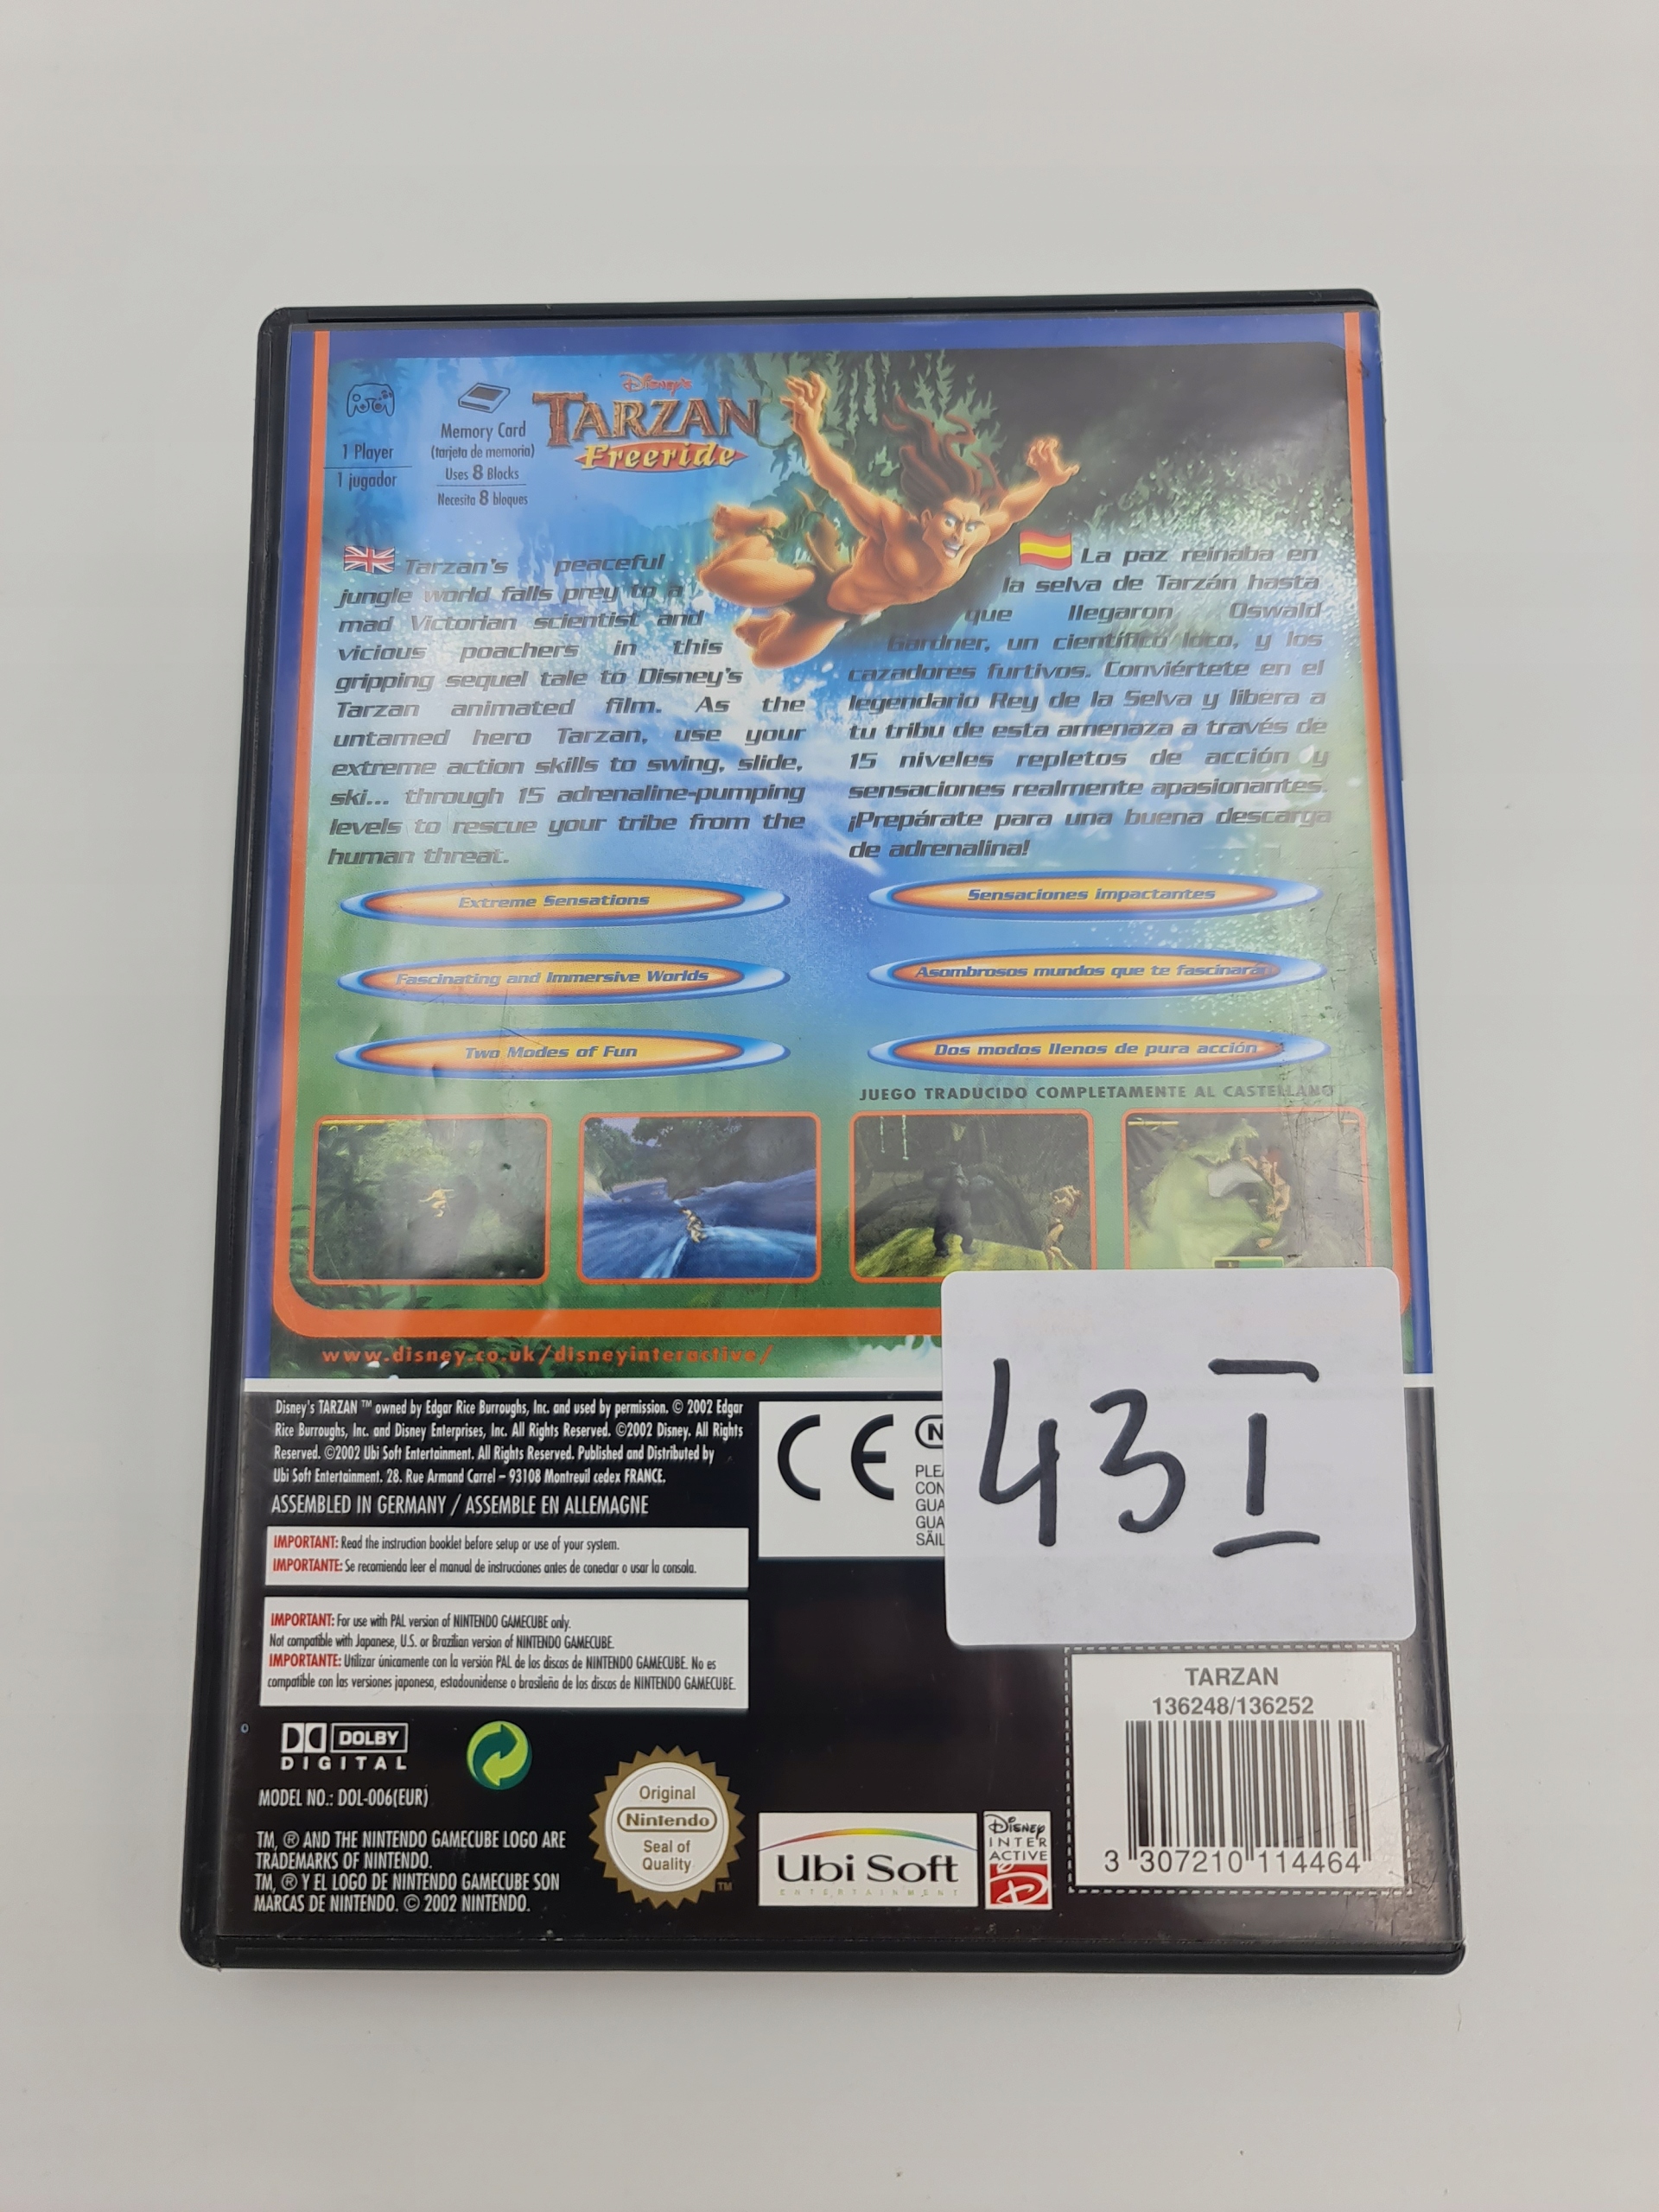 Disney's
TARZAN
Freeride
1 Player
1 jugador
Memory Card
(tarjeta de memoria)
Uses 8 Blocks
Necesita 8 bloques
Tarzan's peaceful
jungle world falls prey to a
mad Victorian scientist and
vicious poachers in this
gripping sequel tale to Disney's
Tarzan animated film. As the
untamed hero Tarzan, use your
extreme action skills to swing, slide,
ski... through 15 adrenaline-pumping
levels to rescue your tribe from the
human threat.
La paz reinaba en
la selva de Tarzán hasta
que llegaron Oswald
Gardner, un científico loco, y los
cazadores furtivos. Conviértete en el
legendario Rey de la Selva y libera a
tu tribu de esta amenaza a través de
15 niveles repletos de acción y
sensaciones realmente apasionantes.
¡Prepárate para una buena descarga
de adrenalina!
Extreme Sensations
Fascinating and Immersive Worlds
Two Modes of Fun
Sensaciones impactantes
Asombrosos mundos que te fascinarán
Dos modos llenos de pura acción
JUEGO TRADUCIDO COMPLETAMENTE AL CASTELLANO
www.disney.co.uk/disneyinteractive/
Disney's TARZAN ™ owned by Edgar Rice Burroughs, Inc. and used by permission. © 2002 Edgar
Rice Burroughs, Inc. and Disney Enterprises, Inc. All Rights Reserved. ©2002 Disney. All Rights
Reserved. ©2002 Ubi Soft Entertainment. All Rights Reserved. Published and Distributed by
Ubi Soft Entertainment. 28. Rue Armand Carrel – 93108 Montreuil cedex FRANCE.
ASSEMBLED IN GERMANY / ASSEMBLE EN ALLEMAGNE
IMPORTANT: Read the instruction booklet before setup or use of your system.
IMPORTANTE: Se recomienda leer el manual de instrucciones antes de conectar o usar la consola.
IMPORTANT: For use with PAL version of NINTENDO GAMECUBE only.
Not compatible with Japanese, U.S. or Brazilian version of NINTENDO GAMECUBE.
IMPORTANTE: Utilizar únicamente con la versión PAL de los discos de NINTENDO GAMECUBE. No es
compatible con las versiones japonesa, estadounidense o brasileña de los discos de NINTENDO GAMECUBE.
CE
N
PLEA
CON
GUA
GUA
SÄIL
43 I
DOLBY
DIGITAL
MODEL NO.: DOL-006(EUR)
TM, ® AND THE NINTENDO GAMECUBE LOGO ARE
TRADEMARKS OF NINTENDO.
TM, ® Y EL LOGO DE NINTENDO GAMECUBE SON
MARCAS DE NINTENDO. © 2002 NINTENDO.
Original
Nintendo
Seal of
Quality
TM
Ubi Soft
ENTERTAINMENT
DISNEY
INTER
ACTIVE
TARZAN
136248/136252
3 307210 114464